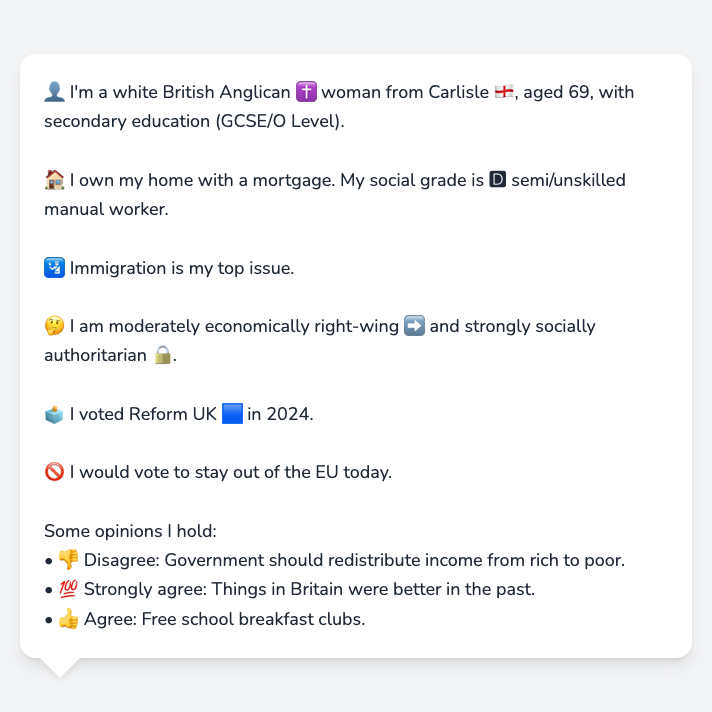 👤 I'm a white British Anglican ✝️ woman from Carlisle 🏴󠁧󠁢󠁥󠁮󠁧󠁿, aged 69, with
secondary education (GCSE/O Level).
🏠 I own my home with a mortgage. My social grade is 🅳 semi/unskilled
manual worker.
🛂 Immigration is my top issue.
🤔 I am moderately economically right-wing ➡️ and strongly socially
authoritarian 🔒.
🗳️ I voted Reform UK 🟦 in 2024.
🚫 I would vote to stay out of the EU today.
Some opinions I hold:
• 👎 Disagree: Government should redistribute income from rich to poor.
• 💯 Strongly agree: Things in Britain were better in the past.
• 👍 Agree: Free school breakfast clubs.